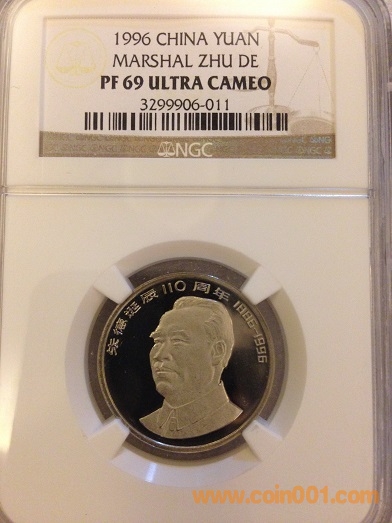 1996 CHINA YUAN
MARSHAL ZHU DE
PF 69 ULTRA CAMEO
3299906-011
NGC
朱德诞辰110周年 1886-1996
www.coin001.com